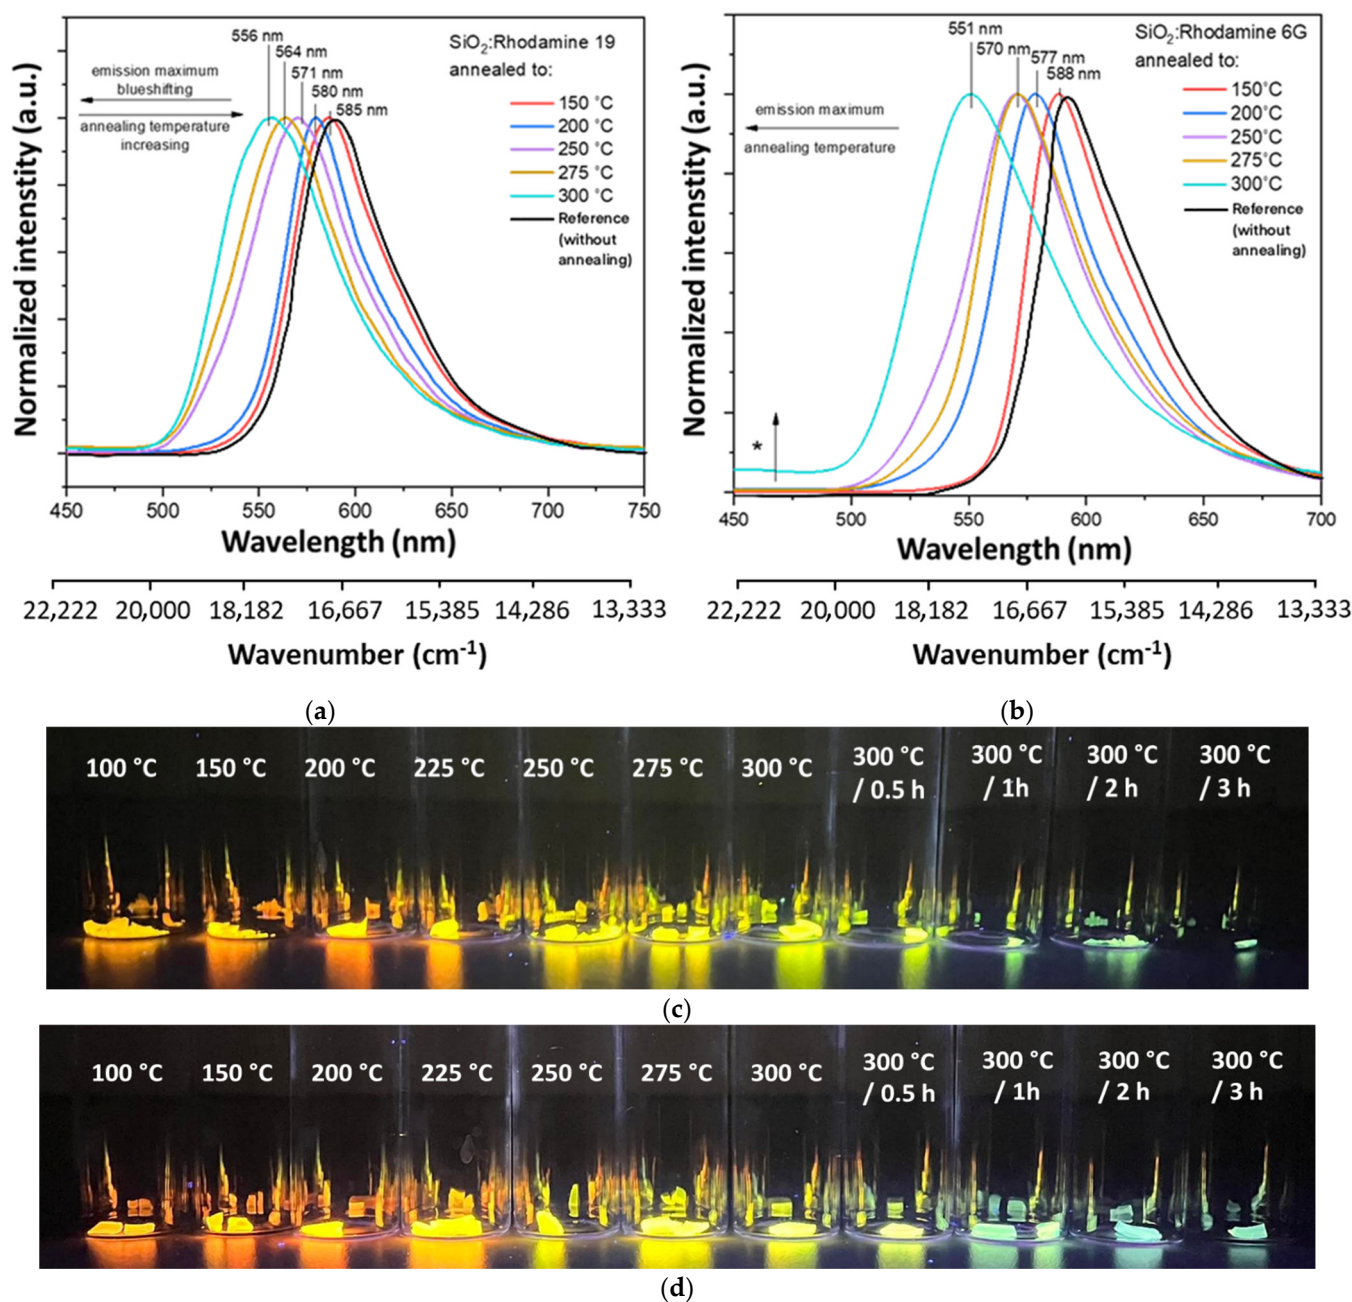 556 nm
564 nm
571 nm
580 nm
585 nm
emission maximum
blueshifting
annealing temperature
increasing
SiO2:Rhodamine 19
annealed to:
150 °C
200 °C
250 °C
275 °C
300 °C
Reference
(without
annealing)
Normalized intenstity (a.u.)
450 500 550 600 650 700 750
Wavelength (nm)
22,222 20,000 18,182 16,667 15,385 14,286 13,333
Wavenumber (cm-1)
(a)
551 nm
570 nm
577 nm
588 nm
emission maximum
annealing temperature
SiO2:Rhodamine 6G
annealed to:
150°C
200°C
250°C
275°C
300°C
Reference
(without
annealing)
*
Normalized intenstity (a.u.)
450 500 550 600 650 700
Wavelength (nm)
22,222 20,000 18,182 16,667 15,385 14,286 13,333
Wavenumber (cm-1)
(b)
100 °C 150 °C 200 °C 225 °C 250 °C 275 °C 300 °C 300 °C 300 °C 300 °C 300 °C
/ 0.5 h / 1h / 2 h / 3 h
(c)
100 °C 150 °C 200 °C 225 °C 250 °C 275 °C 300 °C 300 °C 300 °C 300 °C 300 °C
/ 0.5 h / 1h / 2 h / 3 h
(d)